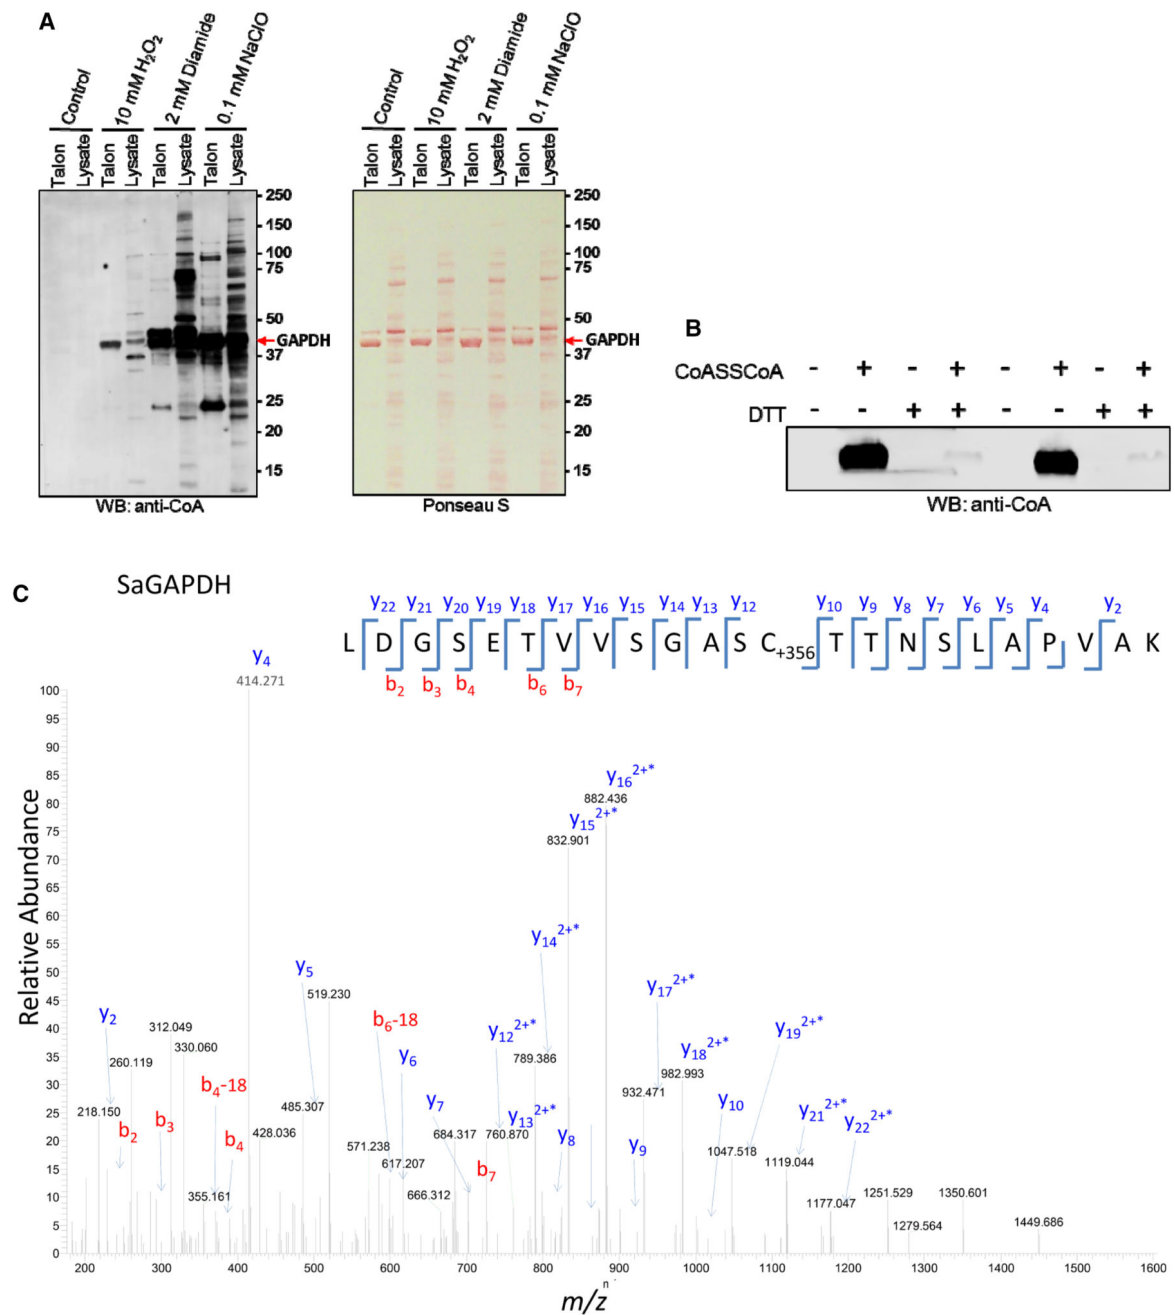 A
Control
10 mM H2O2
2 mM Diamide
0.1 mM NaClO
Talon
Lysate
Talon
Lysate
Talon
Lysate
Talon
Lysate
250
150
100
75
50
GAPDH
37
25
20
15
WB: anti-CoA
Control
10 mM H2O2
2 mM Diamide
0.1 mM NaClO
Talon
Lysate
Talon
Lysate
Talon
Lysate
Talon
Lysate
250
150
100
75
50
GAPDH
37
25
20
15
Ponseau S
B
CoASSCoA - + - + - + - +
DTT - - + + - - + +
WB: anti-CoA
C
SaGAPDH
y22 y21 y20 y19 y18 y17 y16 y15 y14 y13 y12 y10 y9 y8 y7 y6 y5 y4 y2
L D G S E T V V S G A S C+356 T T N S L A P V A K
b2 b3 b4 b6 b7
Relative Abundance
100
95
90
85
80
75
70
65
60
55
50
45
40
35
30
25
20
15
10
5
0
y4
414.271
y16 2+*
882.436
y15 2+*
832.901
y14 2+*
789.386
y5
519.230
485.307
y2
218.150
260.119
312.049
330.060
b2
b3
b4-18
b4
355.161
428.036
b6-18
571.238
y6
617.207
666.312
y7
684.317
b7
y12 2+*
760.870
y13 2+*
y8
y17 2+*
932.471
y9
y18 2+*
982.993
y10
y19 2+*
1047.518
y21 2+*
1119.044
y22 2+*
1177.047
1251.529
1279.564
1350.601
1449.686
200 300 400 500 600 700 800 900 1000 1100 1200 1300 1400 1500 1600
n
m/z